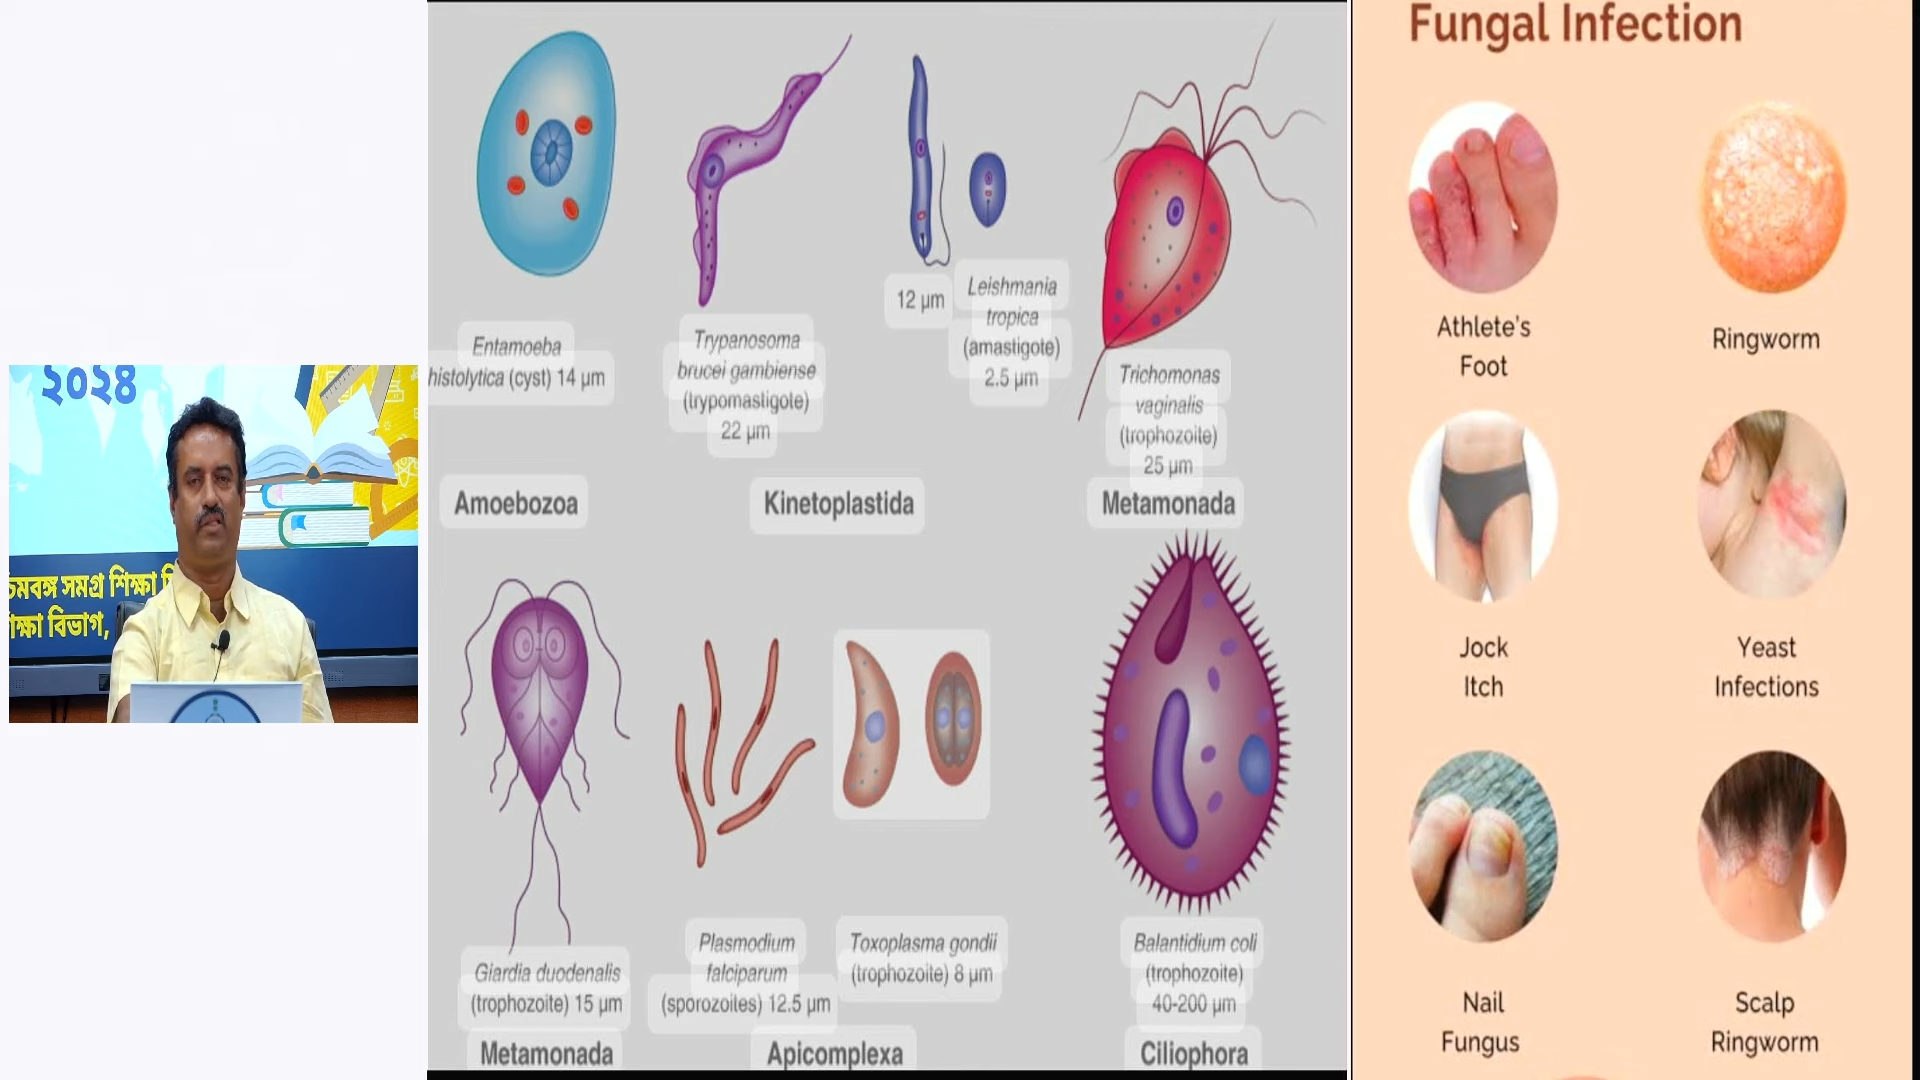 ২০২৪
চমবঙ্গ সমগ্র শিক্ষা মি
শিক্ষা বিভাগ,
Entamoeba
histolytica (cyst) 14 µm
Trypanosoma
brucei gambiense
(trypomastigote)
22 µm
12 µm
Leishmania
tropica
(amastigote)
2.5 µm
Trichomonas
vaginalis
(trophozoite)
25 µm
Amoebozoa
Kinetoplastida
Metamonada
Giardia duodenalis
(trophozoite) 15 µm
Plasmodium
falciparum
(sporozoites) 12.5 µm
Toxoplasma gondii
(trophozoite) 8 µm
Balantidium coli
(trophozoite)
40-200 µm
Metamonada
Apicomplexa
Ciliophora
Fungal Infection
Athlete's
Foot
Ringworm
Jock
Itch
Yeast
Infections
Nail
Fungus
Scalp
Ringworm